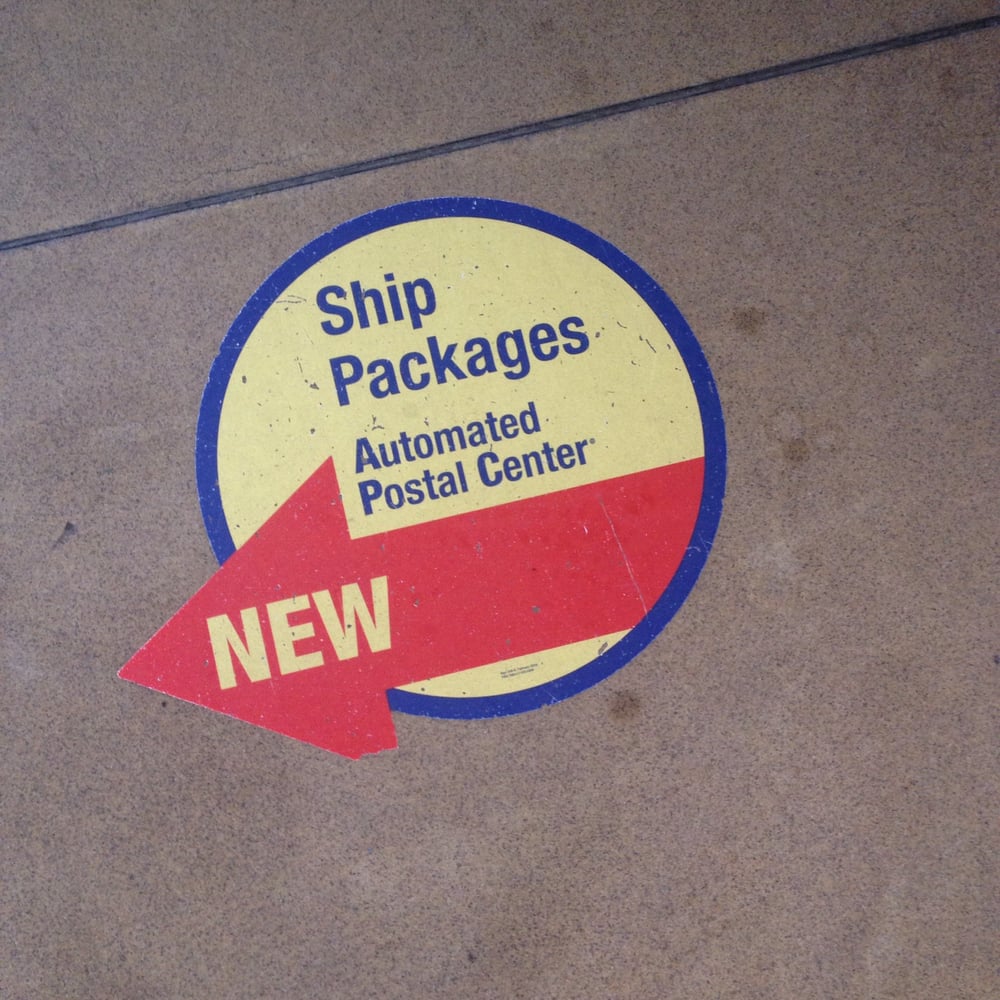 Ship
Packages
Automated
Postal Center®
NEW